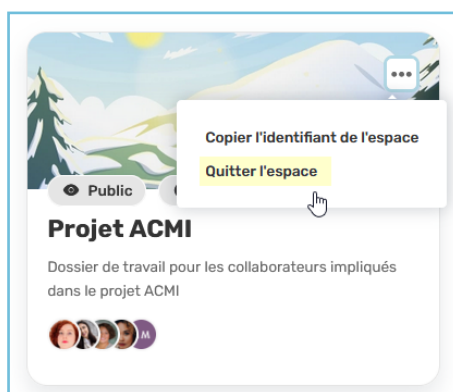 •••
Copier l'identifiant de l'espace
Quitter l'espace
Public
Projet ACMI
Dossier de travail pour les collaborateurs impliqués
dans le projet ACMI
M